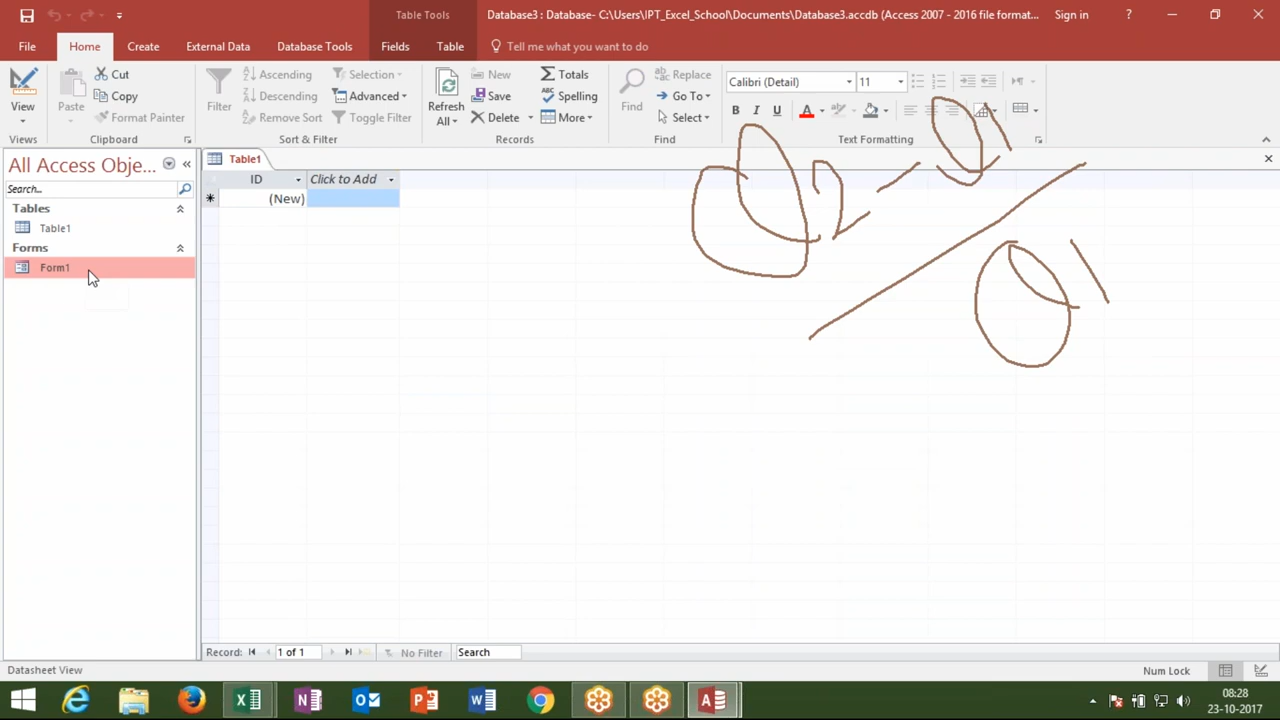 Table Tools
Database3 : Database- C:\Users\IPT_Excel_School\Documents\Database3.accdb (Access 2007 - 2016 file format...
Sign in
?
File
Home
Create
External Data
Database Tools
Fields
Table
Tell me what you want to do
View
Paste
Cut
Copy
Format Painter
Filter
Ascending
Descending
Remove Sort
Selection
Advanced
Toggle Filter
Refresh
All
New
Save
Delete
Totals
Spelling
More
Find
Replace
Go To
Select
Calibri (Detail)
11
B I U A
Views
Clipboard
Sort & Filter
Records
Find
Text Formatting
All Access Obje...
Search...
Tables
Table1
Forms
Form1
Table1
ID
Click to Add
(New)
02-01
01
Record:
1 of 1
No Filter
Search
Datasheet View
Num Lock
08:28
23-10-2017